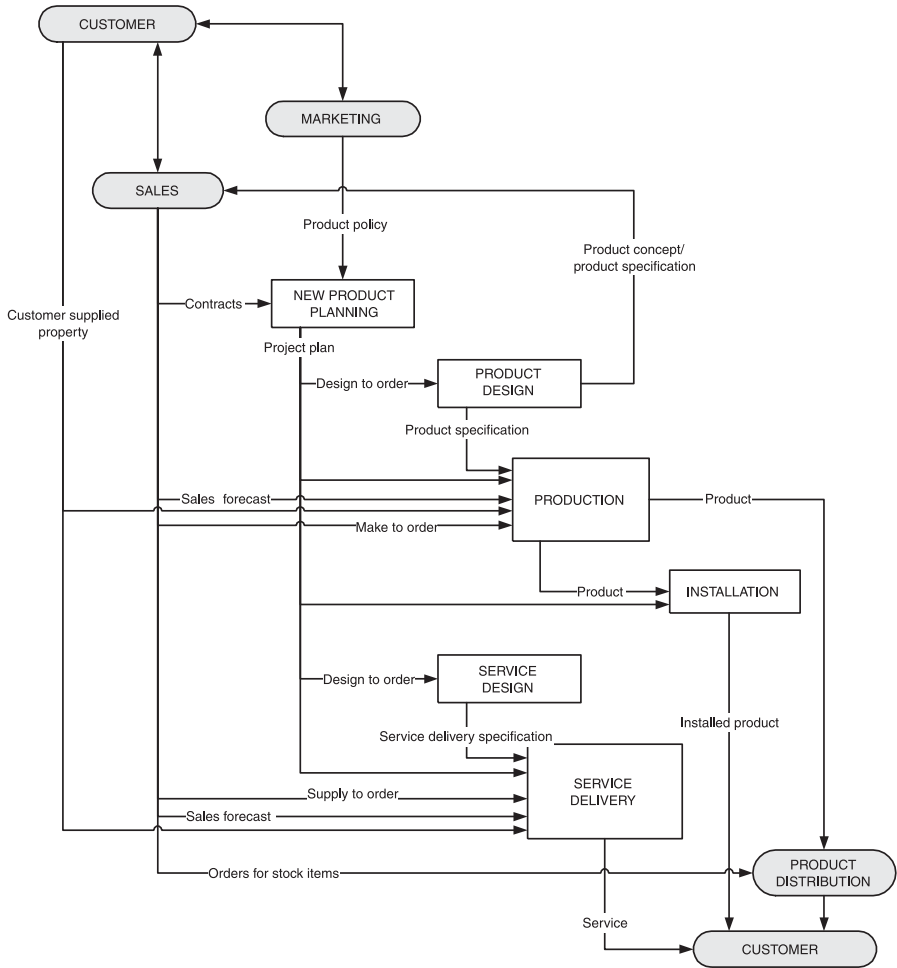 CUSTOMER
MARKETING
SALES
Product policy
Product concept/
product specification
Contracts
NEW PRODUCT
PLANNING
Customer supplied
property
Project plan
Design to order
PRODUCT
DESIGN
Product specification
Sales forecast
PRODUCTION
Product
Make to order
Product
INSTALLATION
Design to order
SERVICE
DESIGN
Installed product
Service delivery specification
SERVICE
DELIVERY
Supply to order
Sales forecast
Orders for stock items
PRODUCT
DISTRIBUTION
Service
CUSTOMER